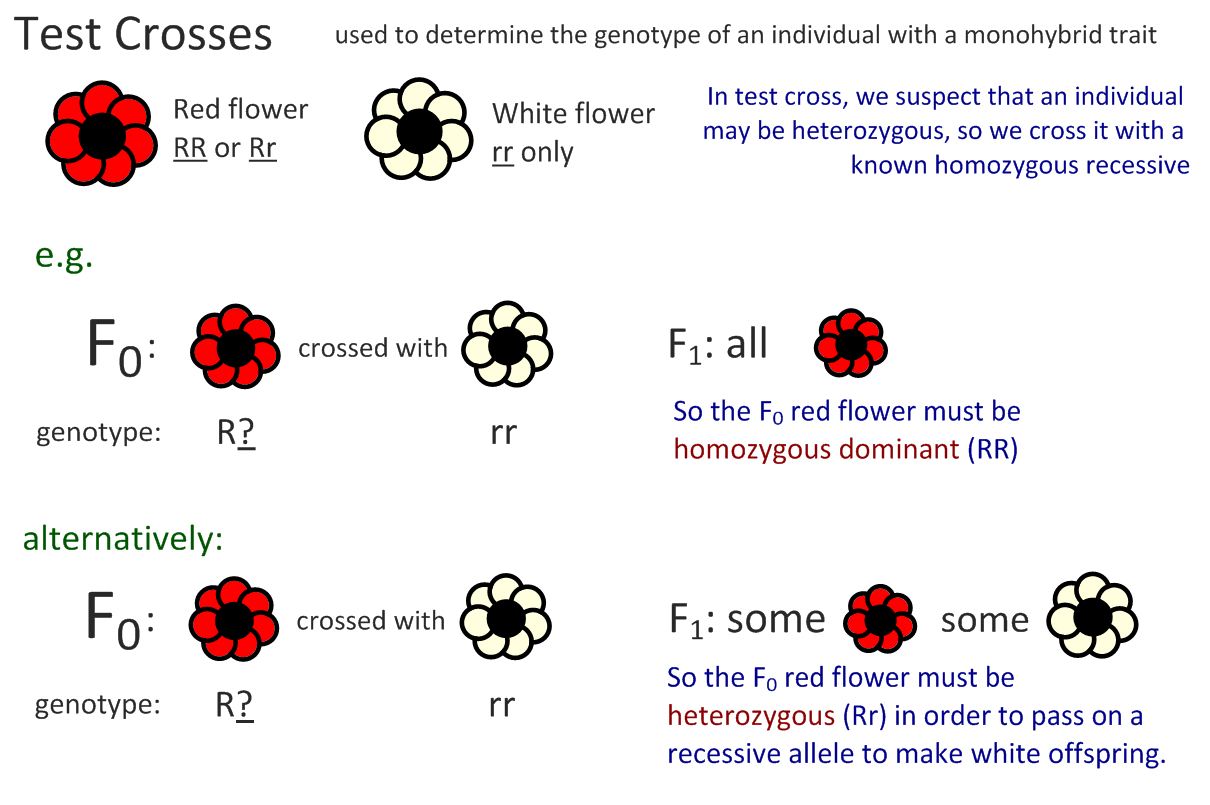 Test Crosses
used to determine the genotype of an individual with a monohybrid trait
Red flower
RR or Rr
White flower
rr only
In test cross, we suspect that an individual
may be heterozygous, so we cross it with a
known homozygous recessive
e.g.
F₀: crossed with
F₁: all
genotype: R? rr
So the F₀ red flower must be
homozygous dominant (RR)
alternatively:
F₀: crossed with
F₁: some some
genotype: R? rr
So the F₀ red flower must be
heterozygous (Rr) in order to pass on a
recessive allele to make white offspring.